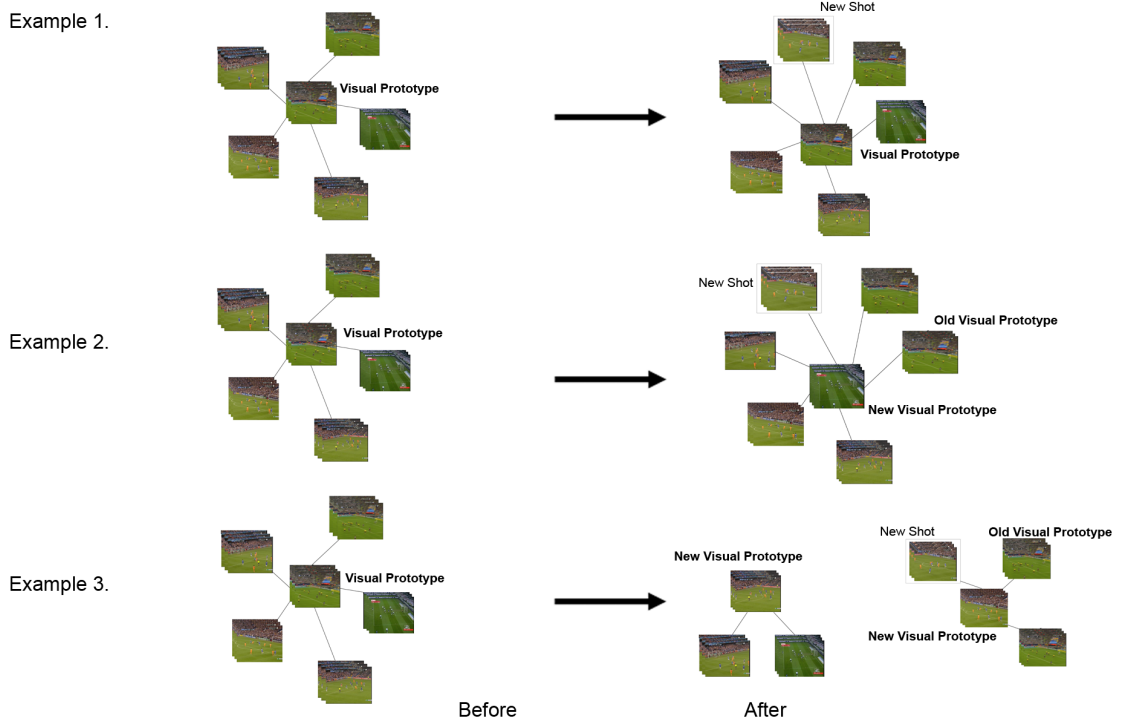 Example 1.
Visual Prototype
New Shot
Visual Prototype
Example 2.
Visual Prototype
New Shot
Old Visual Prototype
New Visual Prototype
Example 3.
Visual Prototype
New Visual Prototype
New Shot
Old Visual Prototype
New Visual Prototype
Before
After